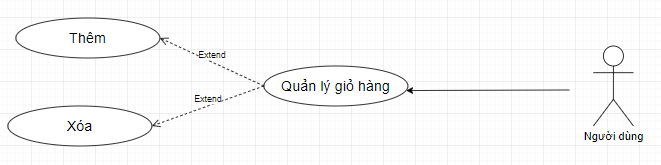 Thêm
Extend
Quản lý giỏ hàng
Extend
Xóa
Người dùng